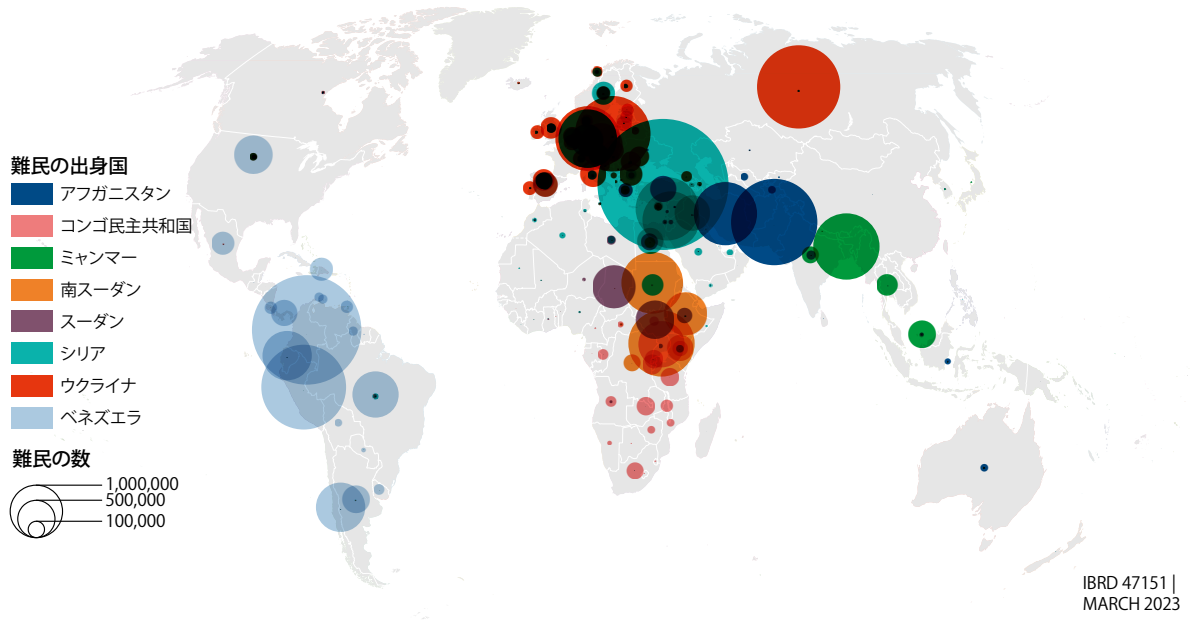 難民の出身国
アフガニスタン
コンゴ民主共和国
ミャンマー
南スーダン
スーダン
シリア
ウクライナ
ベネズエラ
難民の数
1,000,000
500,000
100,000
IBRD 47151 |
MARCH 2023